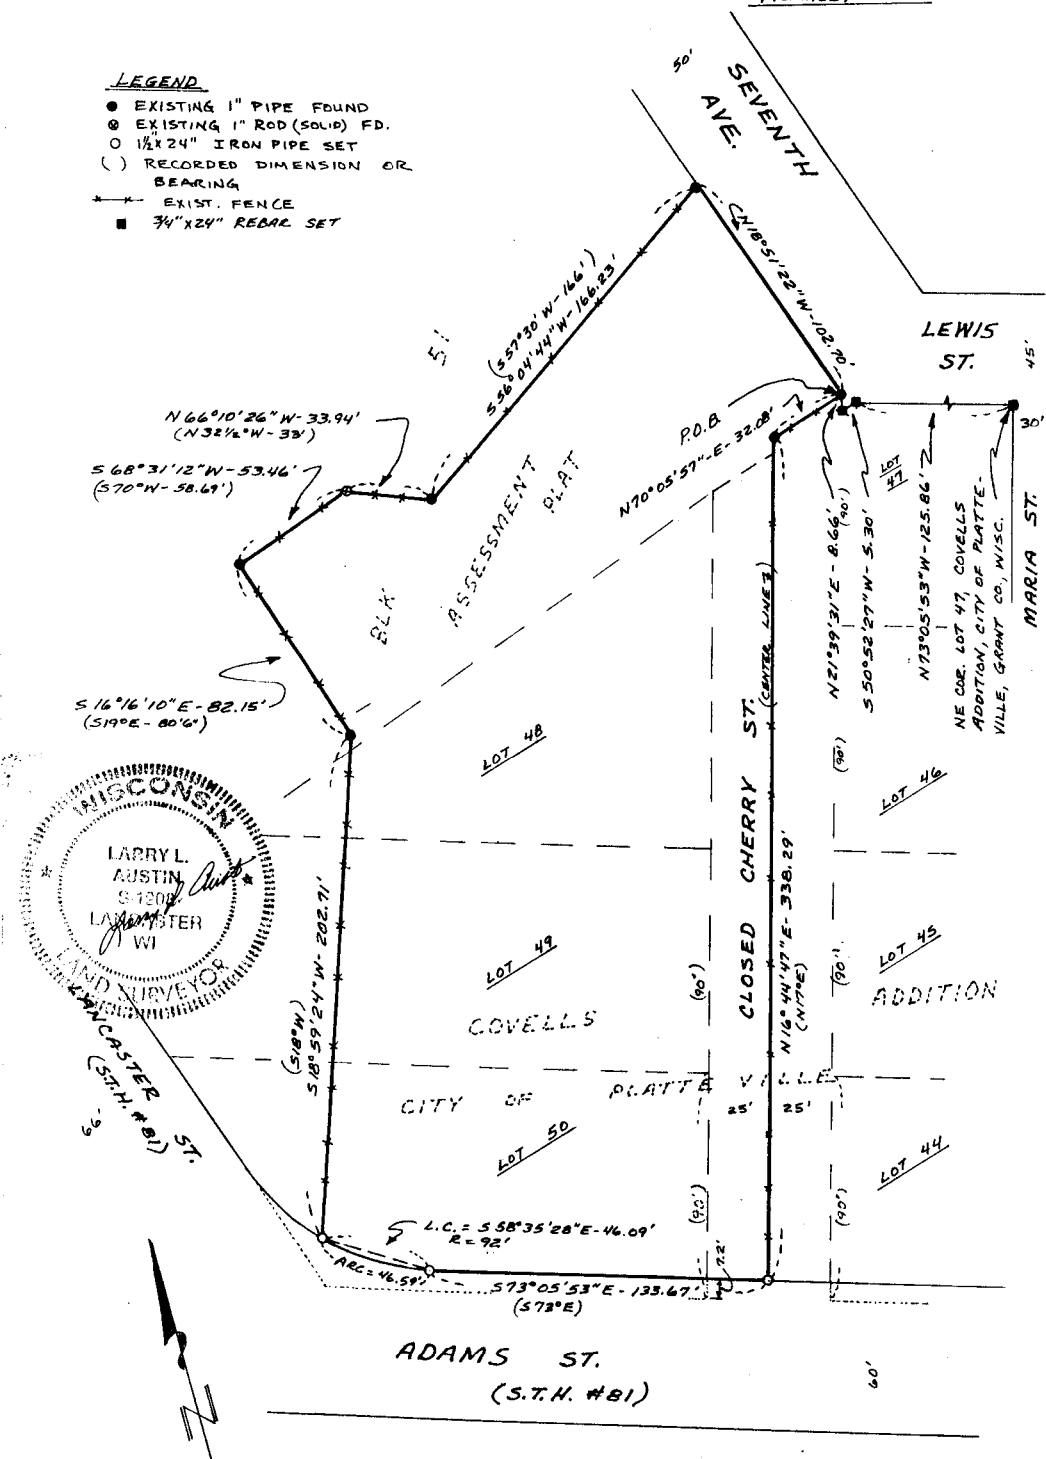 LEGEND
EXISTING 1" PIPE FOUND
EXISTING 1" ROD (SOLID) FD.
1½"x24" IRON PIPE SET
( ) RECORDED DIMENSION OR
BEARING
EXIST. FENCE
3/4"x24" REBAR SET
50'
SEVENTH
AVE.
N18°51'22"W-102.70'
(S57°30'W-166')
S56°04'44"W-166.23'
51
LEWIS
ST.
45'
30'
MARIA ST.
N66°10'26"W-33.94'
(N32½°W-33')
S68°31'12"W-53.46'
(S70°W-58.69')
P.O.B.
N70°05'57"-E-32.08'
LOT
47
N21°39'31"E-8.66'
(90')
S50°52'27"W-5.30'
N73°05'53"W-125.86'
NE COR. LOT 47, COVELLS
ADDITION, CITY OF PLATTE-
VILLE, GRANT CO., WISC.
BLK
ASSESSMENT
PLAT
S16°16'10"E-82.15'
(S19°E-80'6")
LOT 48
CLOSED CHERRY ST.
(CENTER LINE)
(90')
LOT 46
WISCONSIN
LARRY L.
AUSTIN
S-1208
LANCASTER
WI
LAND SURVEYOR
(S18°W)
S18°59'24"W-202.71'
LOT 49
COVELLS
(90')
N16°44'47"E-338.29'
(N17°E)
(90')
LOT 45
ADDITION
LANCASTER ST.
(S.T.H. #81)
66'
CITY OF PLATTEVILLE
25' 25'
LOT 50
LOT 44
(90')
(90')
L.C.= S58°35'28"E-46.09'
R=92'
ARC=46.59'
7.2'
S73°05'53"E-133.67'
(S73°E)
ADAMS ST.
(S.T.H. #81)
60'
N